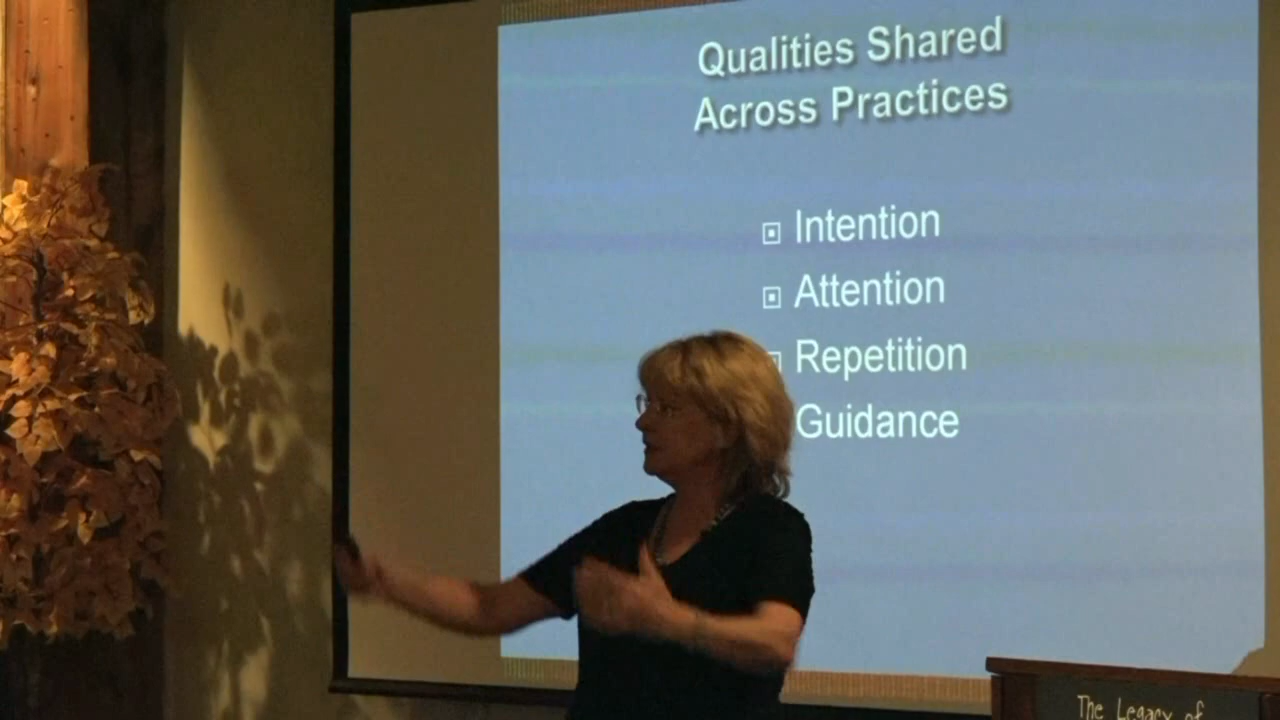 Qualities Shared
Across Practices
Intention
Attention
Repetition
Guidance
The Legacy of